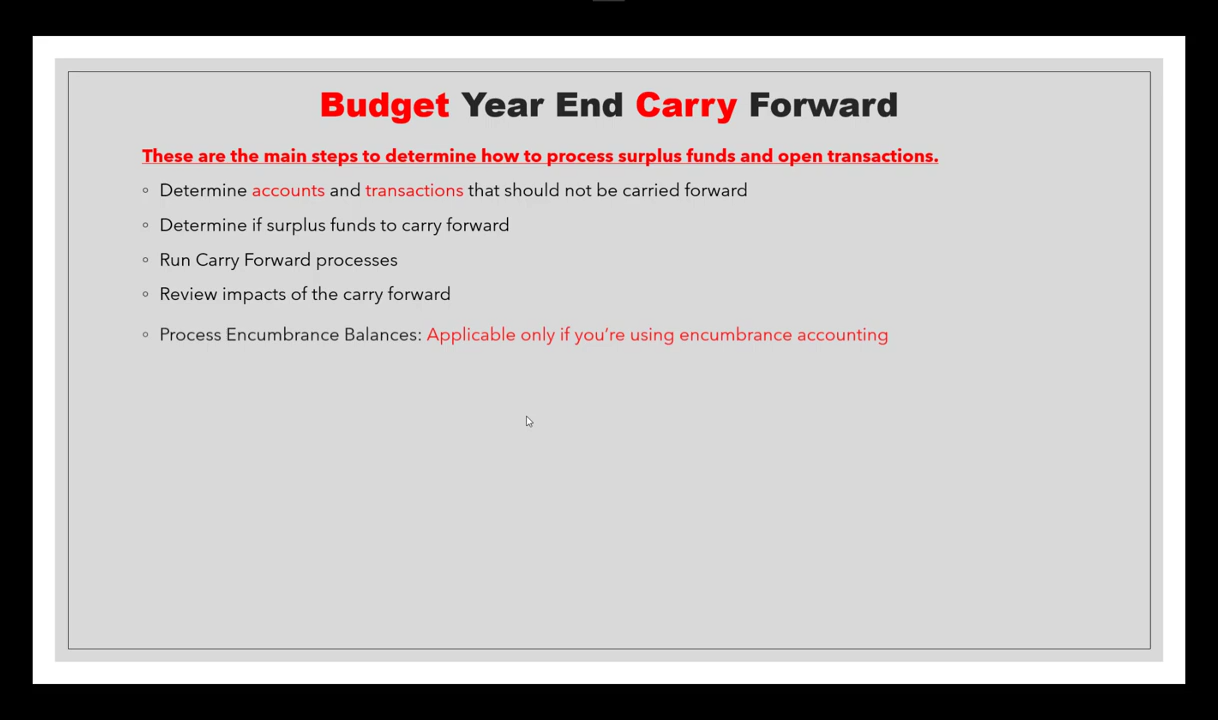 Budget Year End Carry Forward
These are the main steps to determine how to process surplus funds and open transactions.
◦ Determine accounts and transactions that should not be carried forward
◦ Determine if surplus funds to carry forward
◦ Run Carry Forward processes
◦ Review impacts of the carry forward
◦ Process Encumbrance Balances: Applicable only if you’re using encumbrance accounting